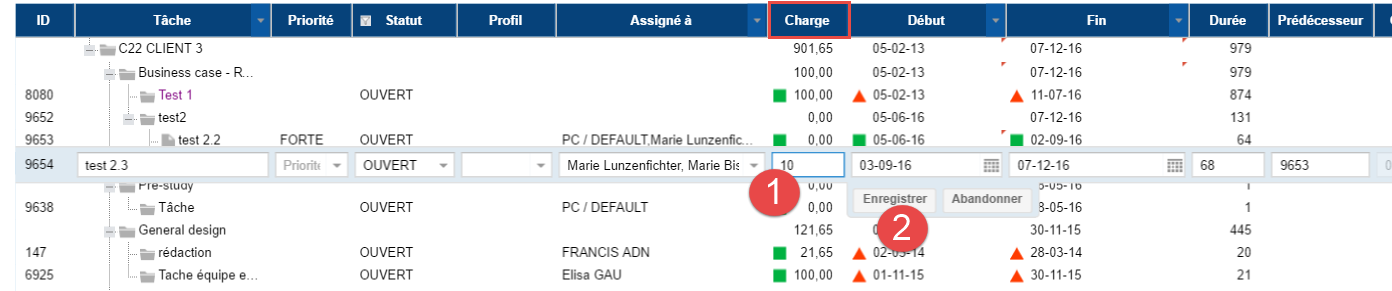 ID Tâche Priorité Statut Profil Assigné à Charge Début Fin Durée Prédécesseur
C22 CLIENT 3 901,65 05-02-13 07-12-16 979
Business case - R... 100,00 05-02-13 07-12-16 979
8080 Test 1 OUVERT 100,00 05-02-13 11-07-16 874
9652 test2 0,00 05-06-16 07-12-16 131
9653 test 2.2 FORTE OUVERT PC / DEFAULT,Marie Lunzenfic... 0,00 05-06-16 02-09-16 64
9654 test 2.3 Priorité OUVERT Marie Lunzenfichter, Marie Bis 10 03-09-16 07-12-16 68 9653 0
1
Pre-study 0,00 1
Enregistrer Abandonner
9638 Tâche OUVERT PC / DEFAULT 0,00 8-05-16 1
2
General design 121,65 30-11-15 445
147 rédaction OUVERT FRANCIS ADN 21,65 02-03-14 28-03-14 20
6925 Tache équipe e... OUVERT Elisa GAU 100,00 01-11-15 30-11-15 21